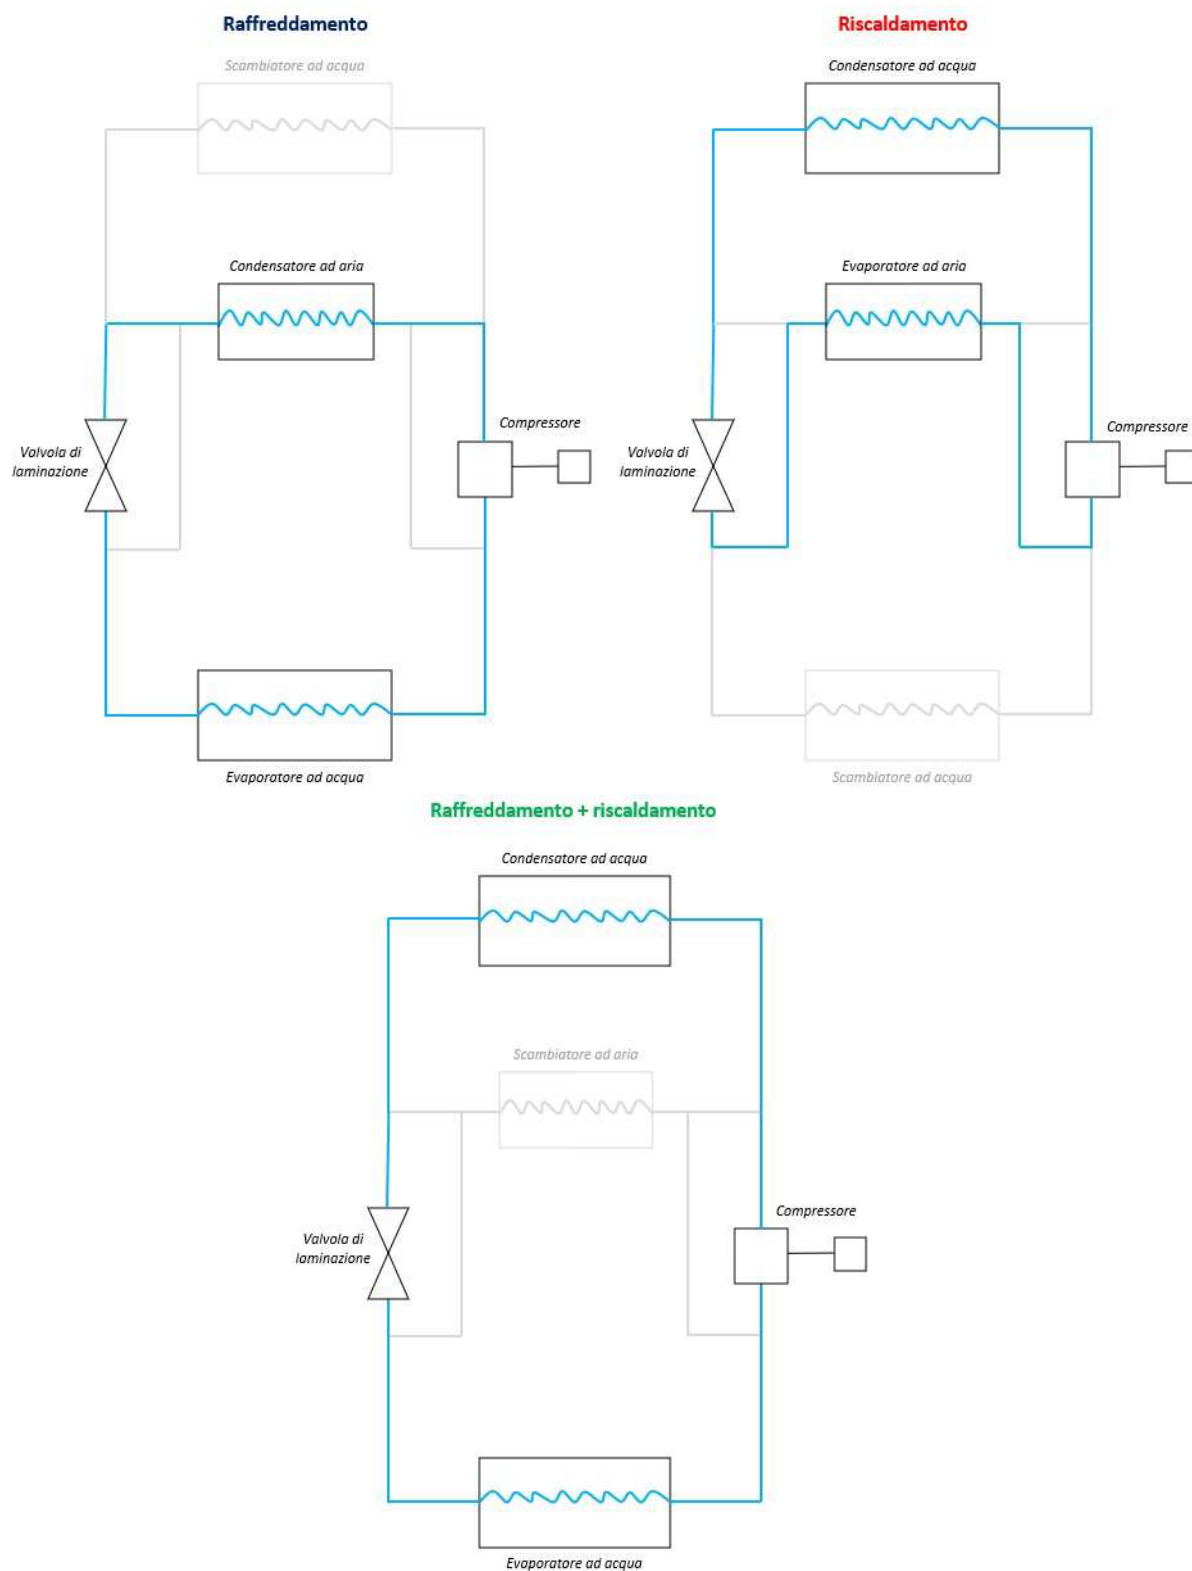 Raffreddamento
Scambiatore ad acqua
Condensatore ad aria
Compressore
Valvola di
laminazione
Evaporatore ad acqua
Riscaldamento
Condensatore ad acqua
Evaporatore ad aria
Compressore
Valvola di
laminazione
Scambiatore ad acqua
Raffreddamento + riscaldamento
Condensatore ad acqua
Scambiatore ad aria
Compressore
Valvola di
laminazione
Evaporatore ad acqua